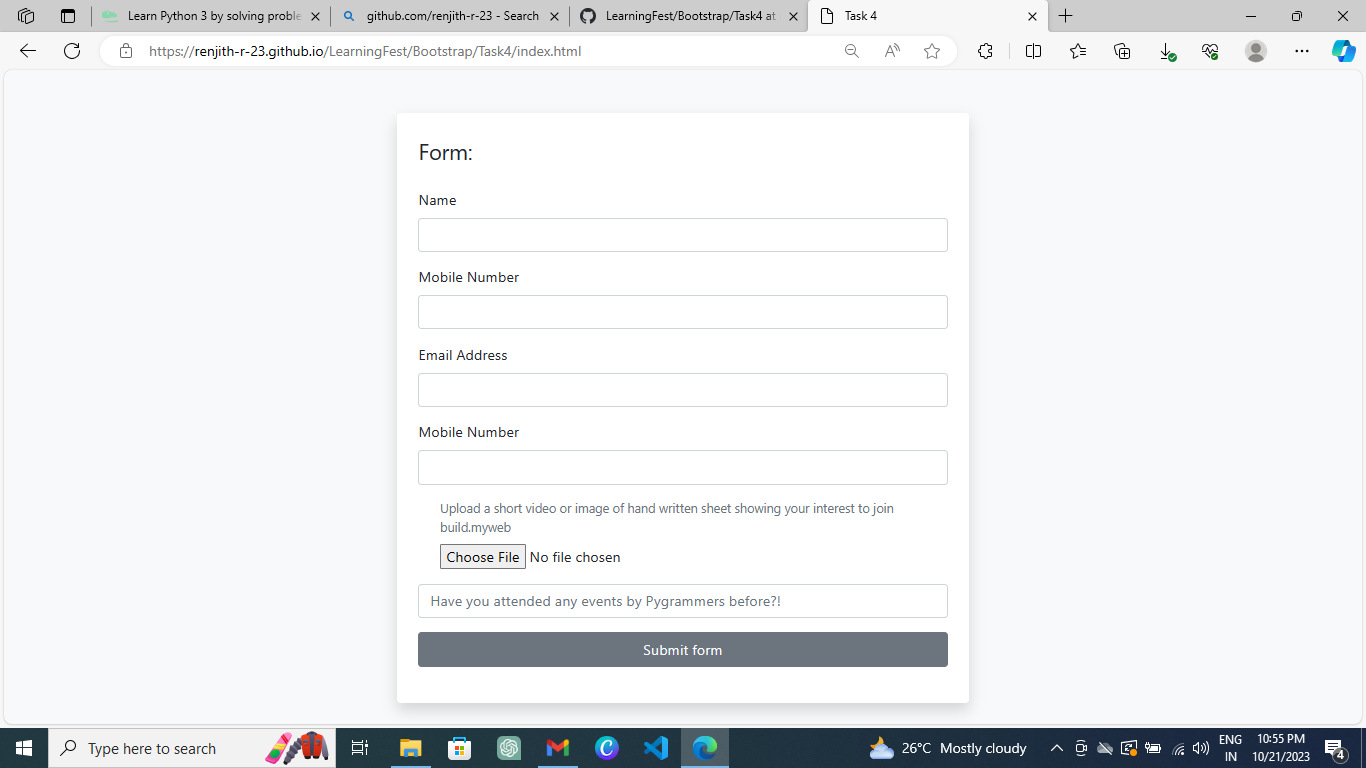 Learn Python 3 by solving proble
github.com/renjith-r-23 - Search
LearningFest/Bootstrap/Task4 at
Task 4
https://renjith-r-23.github.io/LearningFest/Bootstrap/Task4/index.html
Form:
Name
Mobile Number
Email Address
Mobile Number
Upload a short video or image of hand written sheet showing your interest to join
build.myweb
Choose File No file chosen
Have you attended any events by Pygrammers before?!
Submit form
Type here to search
26°C Mostly cloudy
ENG
IN
10:55 PM
10/21/2023
4